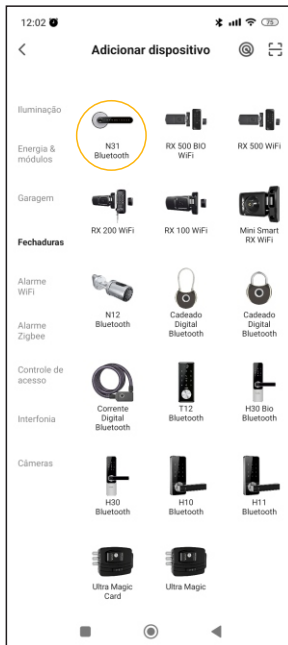 12:02
75
Adicionar dispositivo
Iluminação
Energia &
módulos
Garagem
Fechaduras
Alarme
WiFi
Alarme
Zigbee
Controle de
acesso
Interfonia
Câmeras
N31
Bluetooth
RX 500 BIO
WiFi
RX 500 WiFi
RX 200 WiFi
RX 100 WiFi
Mini Smart
RX WiFi
N12
Bluetooth
Cadeado
Digital
Bluetooth
Cadeado
Digital
Bluetooth
Corrente
Digital
Bluetooth
T12
Bluetooth
H30 Bio
Bluetooth
H30
Bluetooth
H10
Bluetooth
H11
Bluetooth
Ultra Magic
Card
Ultra Magic